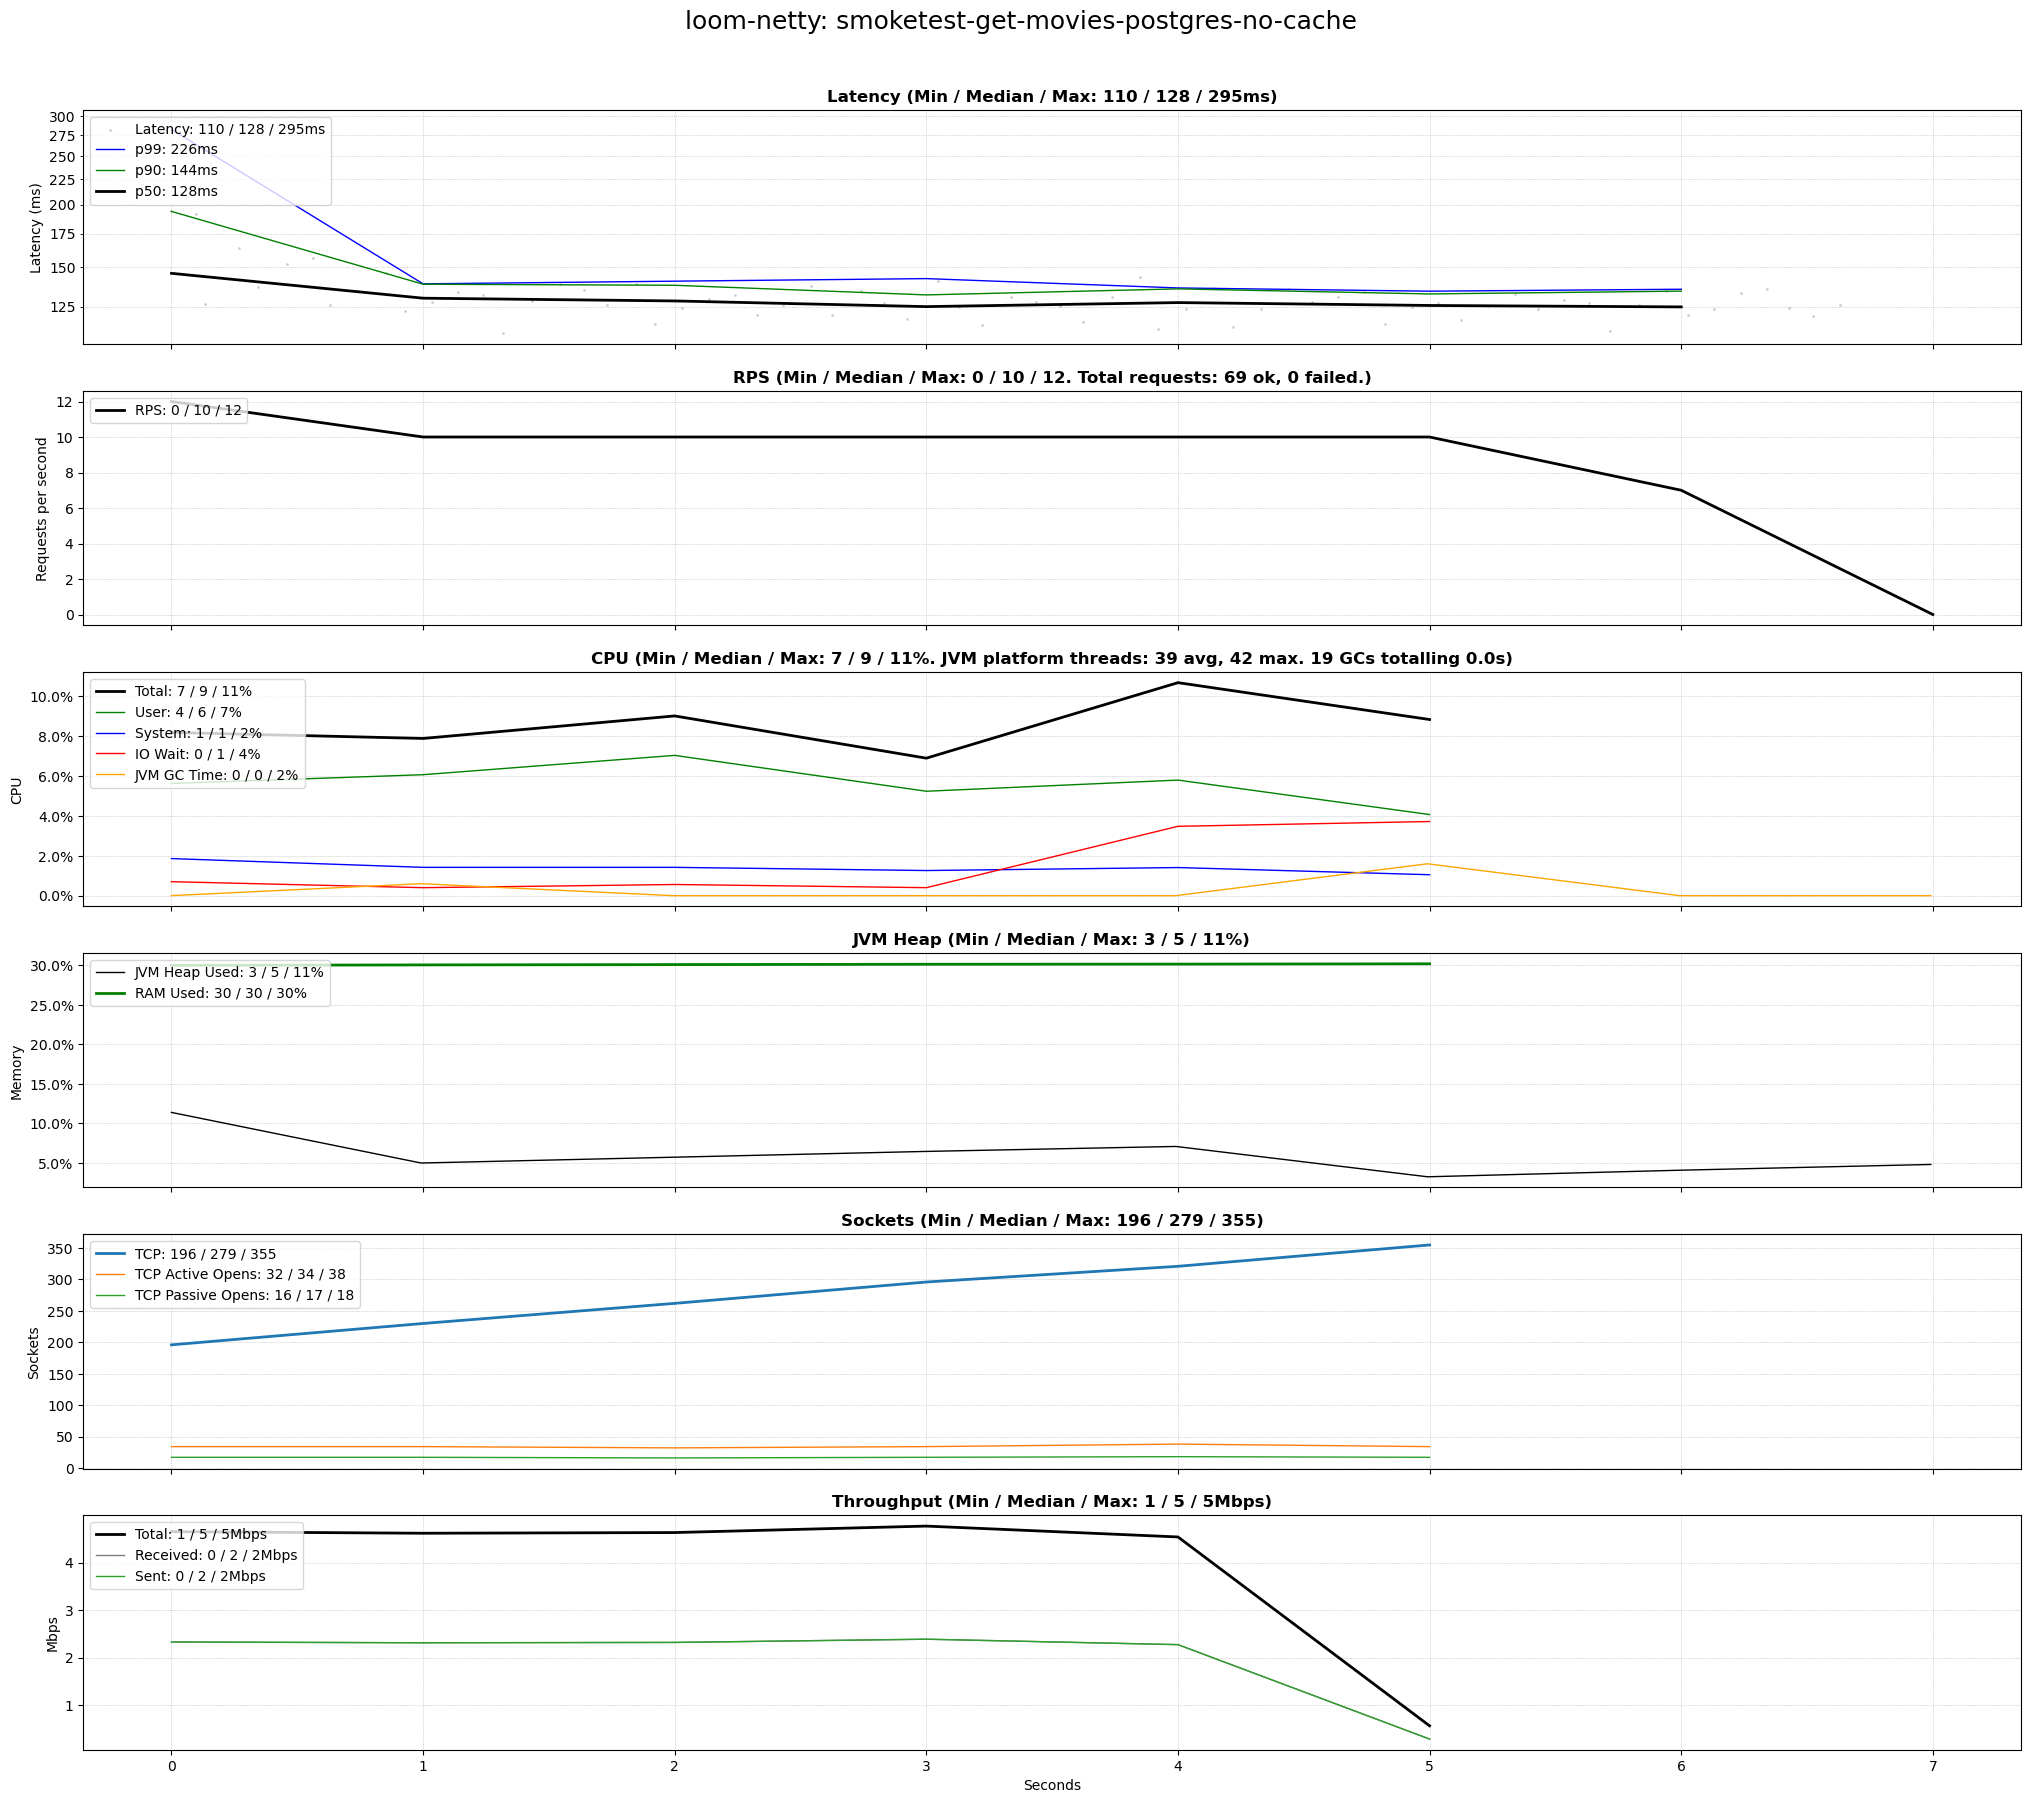 loom-netty: smoketest-get-movies-postgres-no-cache
Latency (Min / Median / Max: 110 / 128 / 295ms)
Latency (ms)
300
275
250
225
200
175
150
125
Latency: 110 / 128 / 295ms
p99: 226ms
p90: 144ms
p50: 128ms
RPS (Min / Median / Max: 0 / 10 / 12. Total requests: 69 ok, 0 failed.)
Requests per second
12
10
8
6
4
2
0
RPS: 0 / 10 / 12
CPU (Min / Median / Max: 7 / 9 / 11%. JVM platform threads: 39 avg, 42 max. 19 GCs totalling 0.0s)
CPU
10.0%
8.0%
6.0%
4.0%
2.0%
0.0%
Total: 7 / 9 / 11%
User: 4 / 6 / 7%
System: 1 / 1 / 2%
IO Wait: 0 / 1 / 4%
JVM GC Time: 0 / 0 / 2%
JVM Heap (Min / Median / Max: 3 / 5 / 11%)
Memory
30.0%
25.0%
20.0%
15.0%
10.0%
5.0%
JVM Heap Used: 3 / 5 / 11%
RAM Used: 30 / 30 / 30%
Sockets (Min / Median / Max: 196 / 279 / 355)
Sockets
350
300
250
200
150
100
50
0
TCP: 196 / 279 / 355
TCP Active Opens: 32 / 34 / 38
TCP Passive Opens: 16 / 17 / 18
Throughput (Min / Median / Max: 1 / 5 / 5Mbps)
Mbps
4
3
2
1
Total: 1 / 5 / 5Mbps
Received: 0 / 2 / 2Mbps
Sent: 0 / 2 / 2Mbps
0 1 2 3 4 5 6 7
Seconds